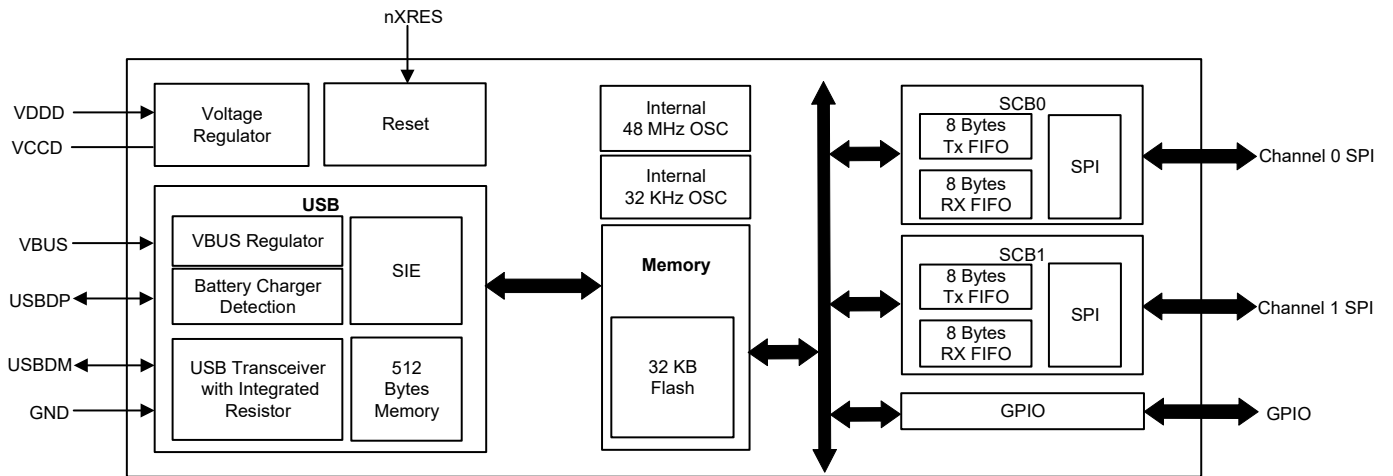 nXRES
VDDD
VCCD
Voltage
Regulator
Reset
Internal
48 MHz OSC
Internal
32 KHz OSC
USB
VBUS
VBUS Regulator
SIE
USBDP
Battery Charger
Detection
USBDM
USB Transceiver
with Integrated
Resistor
512
Bytes
Memory
GND
Memory
32 KB
Flash
SCB0
8 Bytes
Tx FIFO
8 Bytes
RX FIFO
SPI
Channel 0 SPI
SCB1
8 Bytes
Tx FIFO
8 Bytes
RX FIFO
SPI
Channel 1 SPI
GPIO
GPIO